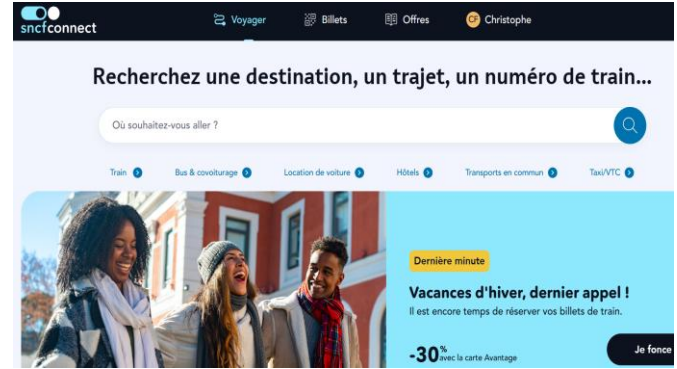 sncfconnect
Voyager Billets Offres CF Christophe
Recherchez une destination, un trajet, un numéro de train...
Où souhaitez-vous aller ?
Train Bus & covoiturage Location de voiture Hôtels Transports en commun Taxi/VTC
Dernière minute
Vacances d'hiver, dernier appel !
Il est encore temps de réserver vos billets de train.
-30% avec la carte Avantage
Je fonce